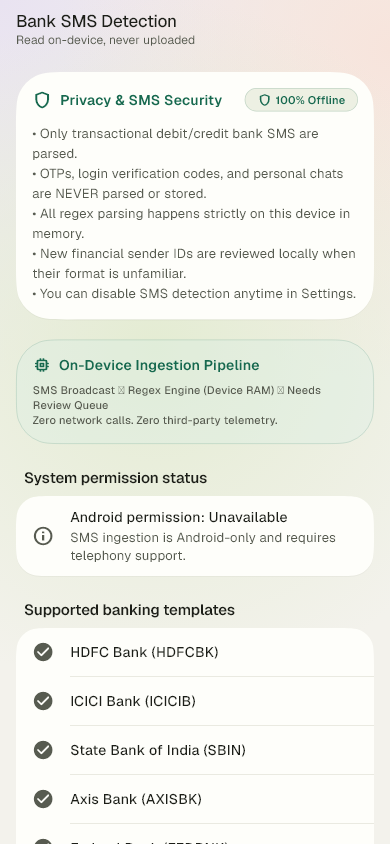 Bank SMS Detection
Read on-device, never uploaded
Privacy & SMS Security
100% Offline
• Only transactional debit/credit bank SMS are
parsed.
• OTPs, login verification codes, and personal chats
are NEVER parsed or stored.
• All regex parsing happens strictly on this device in
memory.
• New financial sender IDs are reviewed locally when
their format is unfamiliar.
• You can disable SMS detection anytime in Settings.
On-Device Ingestion Pipeline
SMS Broadcast Regex Engine (Device RAM) Needs
Review Queue
Zero network calls. Zero third-party telemetry.
System permission status
Android permission: Unavailable
SMS ingestion is Android-only and requires
telephony support.
Supported banking templates
HDFC Bank (HDFCBK)
ICICI Bank (ICICIB)
State Bank of India (SBIN)
Axis Bank (AXISBK)